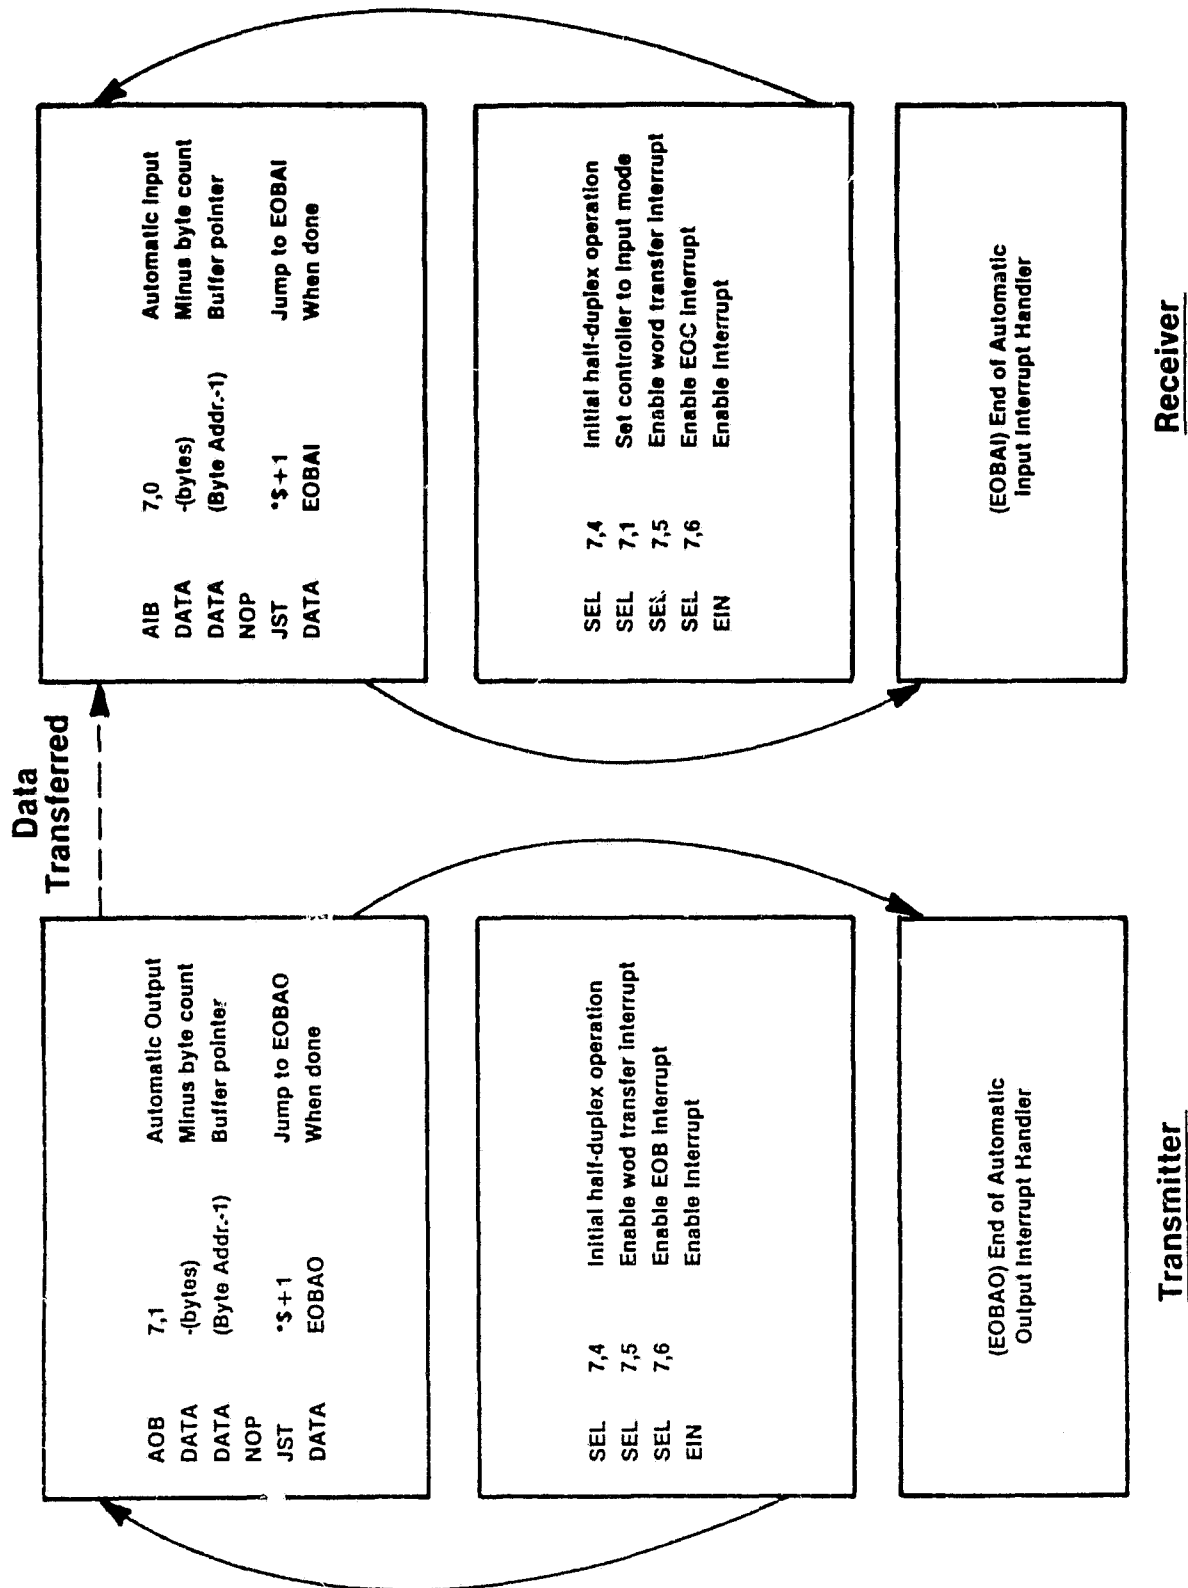 Data
Transferred
AOB 7,1 Automatic Output
DATA -(bytes) Minus byte count
DATA (Byte Addr.-1) Buffer pointer
NOP
JST *$+1 Jump to EOBAO
DATA EOBAO When done
SEL 7,4 Initial half-duplex operation
SEL 7,5 Enable wod transfer interrupt
SEL 7,6 Enable EOB Interrupt
EIN Enable Interrupt
(EOBAO) End of Automatic
Output Interrupt Handler
Transmitter
AIB 7,0 Automatic Input
DATA -(bytes) Minus byte count
DATA (Byte Addr.-1) Buffer pointer
NOP
JST *$+1 Jump to EOBAI
DATA EOBAI When done
SEL 7,4 Initial half-duplex operation
SEL 7,1 Set controller to Input mode
SEL 7,5 Enable word transfer Interrupt
SEL 7,6 Enable EOC Interrupt
EIN Enable Interrupt
(EOBAI) End of Automatic
Input Interrupt Handler
Receiver